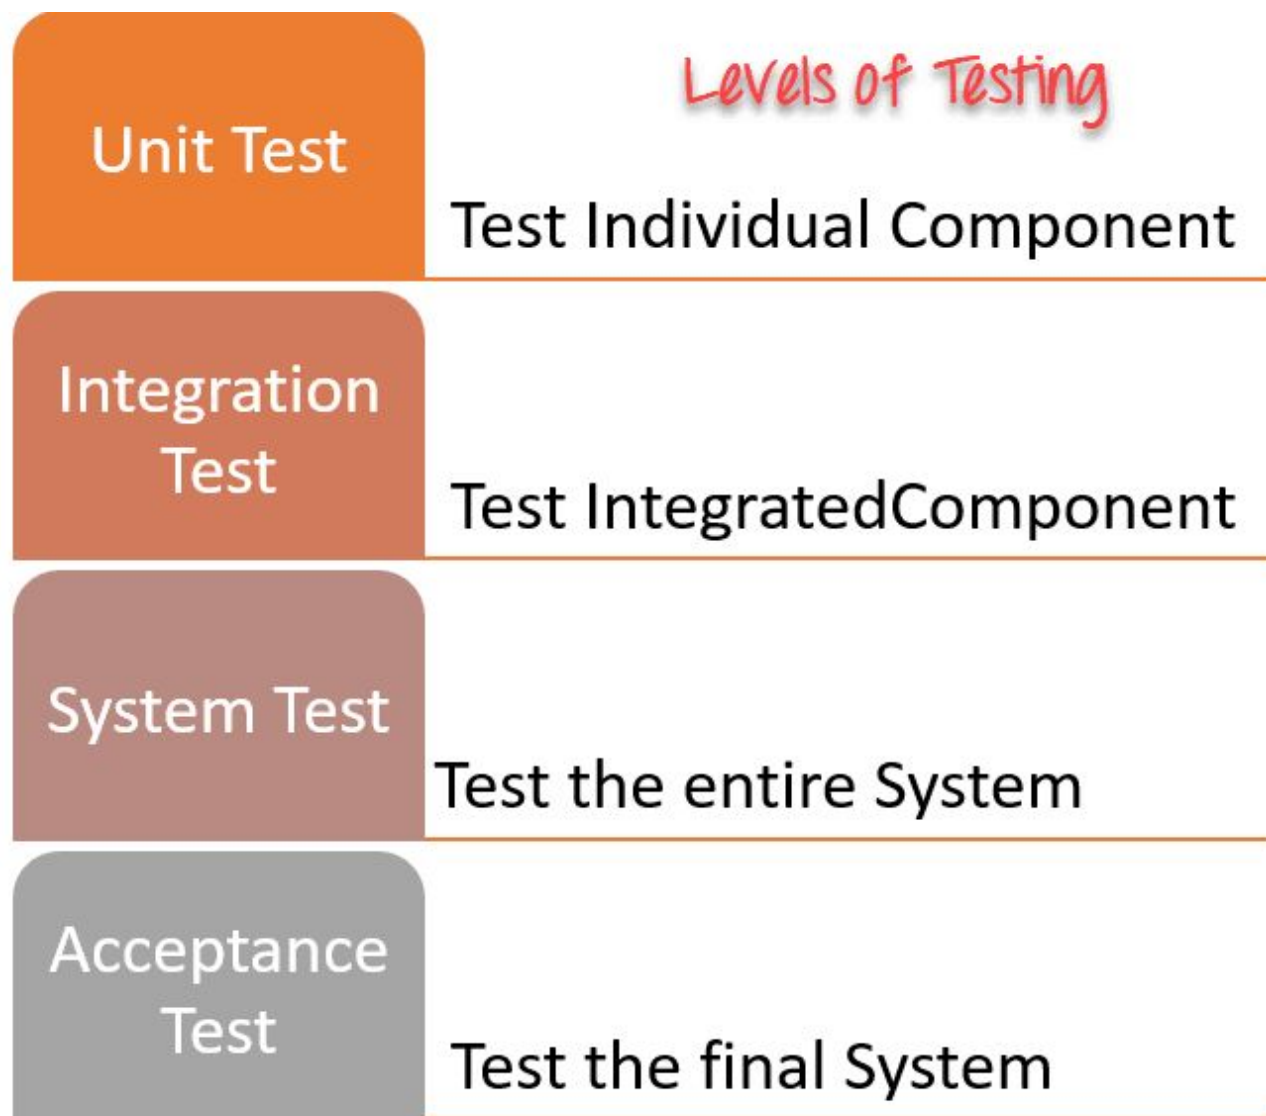 Levels of Testing
Unit Test
Test Individual Component
Integration
Test
Test IntegratedComponent
System Test
Test the entire System
Acceptance
Test
Test the final System